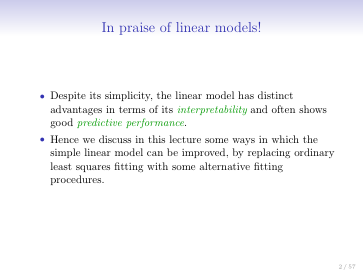 In praise of linear models!
• Despite its simplicity, the linear model has distinct
advantages in terms of its interpretability and often shows
good predictive performance.
• Hence we discuss in this lecture some ways in which the
simple linear model can be improved, by replacing ordinary
least squares fitting with some alternative fitting
procedures.
2 / 57